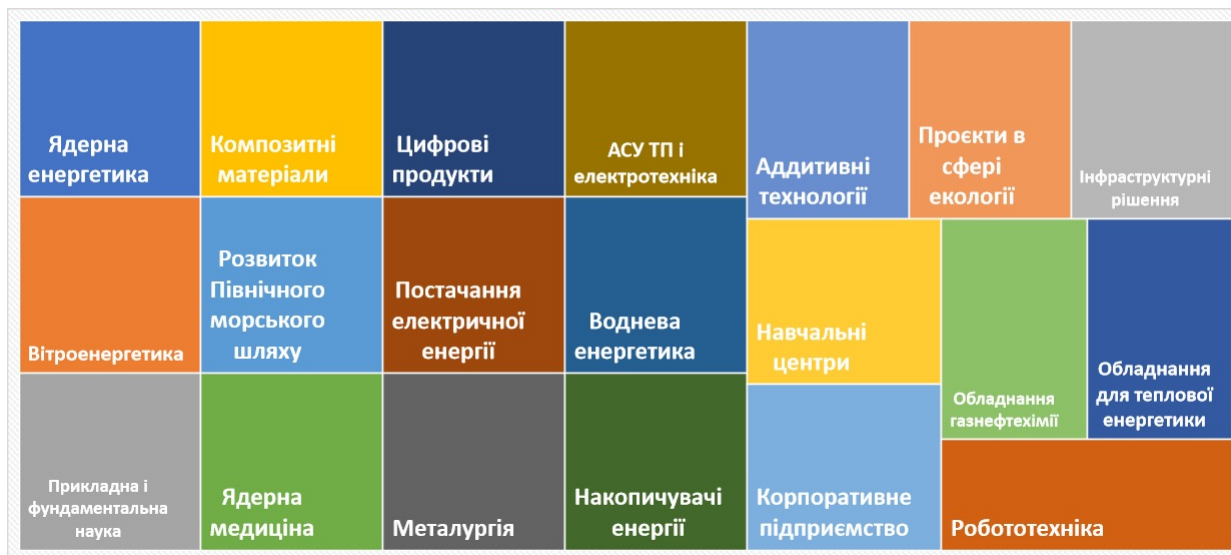 Ядерна
енергетика
Композитні
матеріали
Цифрові
продукти
АСУ ТП і
електротехніка
Аддитивні
технології
Проєкти в
сфері
екології
Інфраструктурні
рішення
Вітроенергетика
Розвиток
Північного
морського
шляху
Постачання
електричної
енергії
Воднева
енергетика
Навчальні
центри
Обладнання
газнефтехімії
Обладнання
для теплової
енергетики
Прикладна і
фундаментальна
наука
Ядерна
медиціна
Металургія
Накопичувачі
енергії
Корпоративне
підприємство
Робототехніка